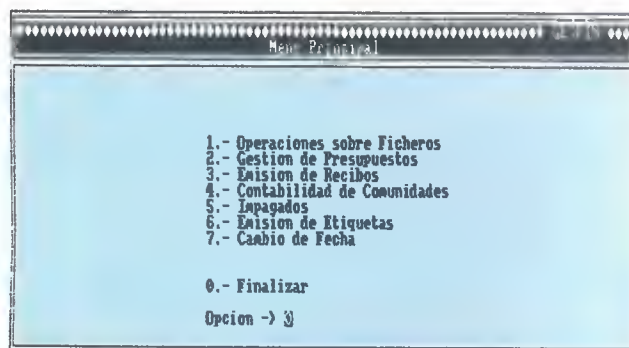 Menu Principal
1.- Operaciones sobre Ficheros
2.- Gestion de Presupuestos
3.- Emision de Recibos
4.- Contabilidad de Comunidades
5.- Impagados
6.- Emision de Etiquetas
7.- Cambio de Fecha
0.- Finalizar
Opcion ->